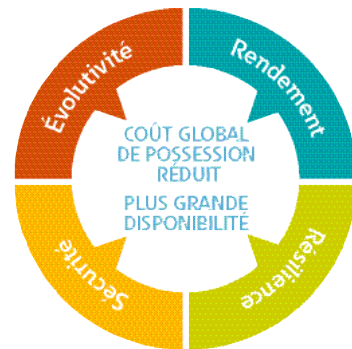 Évolutivité
Rendement
COÛT GLOBAL
DE POSSESSION
RÉDUIT
PLUS GRANDE
DISPONIBILITÉ
Sécurité
Résilience